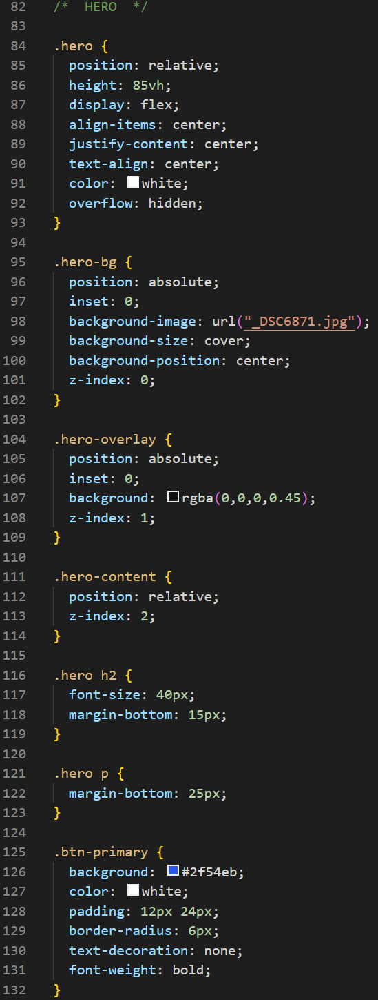 82 /*  HERO  */
83
84 .hero {
85   position: relative;
86   height: 85vh;
87   display: flex;
88   align-items: center;
89   justify-content: center;
90   text-align: center;
91   color: white;
92   overflow: hidden;
93 }
94
95 .hero-bg {
96   position: absolute;
97   inset: 0;
98   background-image: url("_DSC6871.jpg");
99   background-size: cover;
100   background-position: center;
101   z-index: 0;
102 }
103
104 .hero-overlay {
105   position: absolute;
106   inset: 0;
107   background: rgba(0,0,0,0.45);
108   z-index: 1;
109 }
110
111 .hero-content {
112   position: relative;
113   z-index: 2;
114 }
115
116 .hero h2 {
117   font-size: 40px;
118   margin-bottom: 15px;
119 }
120
121 .hero p {
122   margin-bottom: 25px;
123 }
124
125 .btn-primary {
126   background: #2f54eb;
127   color: white;
128   padding: 12px 24px;
129   border-radius: 6px;
130   text-decoration: none;
131   font-weight: bold;
132 }